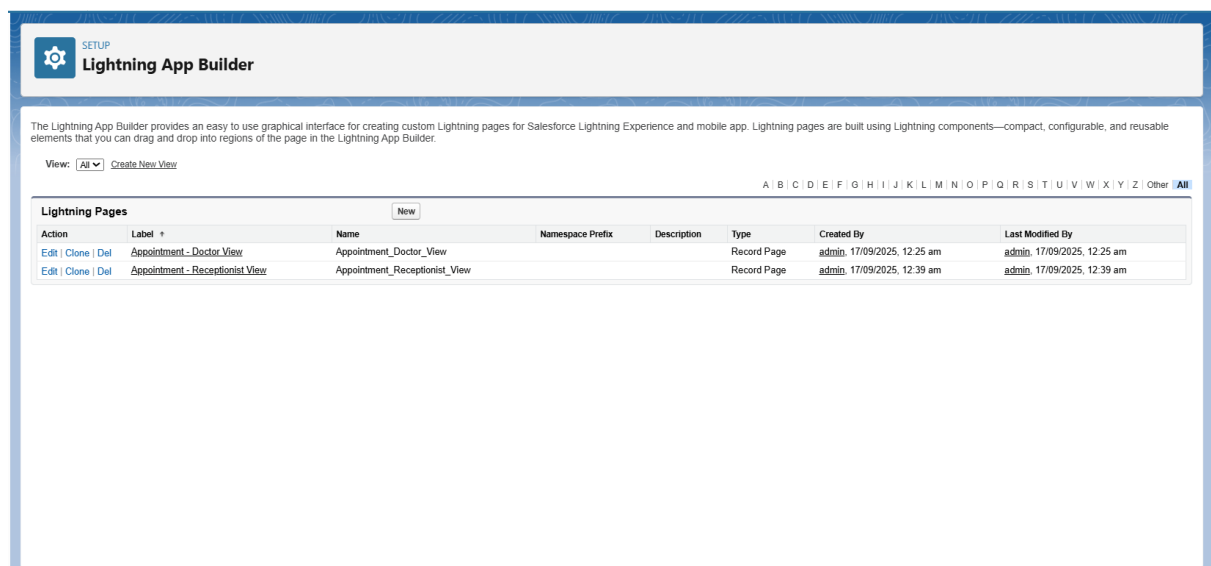 SETUP
Lightning App Builder
The Lightning App Builder provides an easy to use graphical interface for creating custom Lightning pages for Salesforce Lightning Experience and mobile app. Lightning pages are built using Lightning components—compact, configurable, and reusable
elements that you can drag and drop into regions of the page in the Lightning App Builder.
View: All Create New View
A | B | C | D | E | F | G | H | I | J | K | L | M | N | O | P | Q | R | S | T | U | V | W | X | Y | Z | Other All
Lightning Pages New
Action Label ↑ Name Namespace Prefix Description Type Created By Last Modified By
Edit | Clone | Del Appointment - Doctor View Appointment_Doctor_View Record Page admin, 17/09/2025, 12:25 am admin, 17/09/2025, 12:25 am
Edit | Clone | Del Appointment - Receptionist View Appointment_Receptionist_View Record Page admin, 17/09/2025, 12:39 am admin, 17/09/2025, 12:39 am